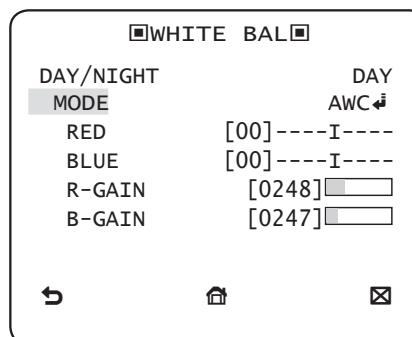 ▣WHITE BAL▣
DAY/NIGHT DAY
MODE AWC↲
RED [00]----I----
BLUE [00]----I----
R-GAIN [0248]
B-GAIN [0247]